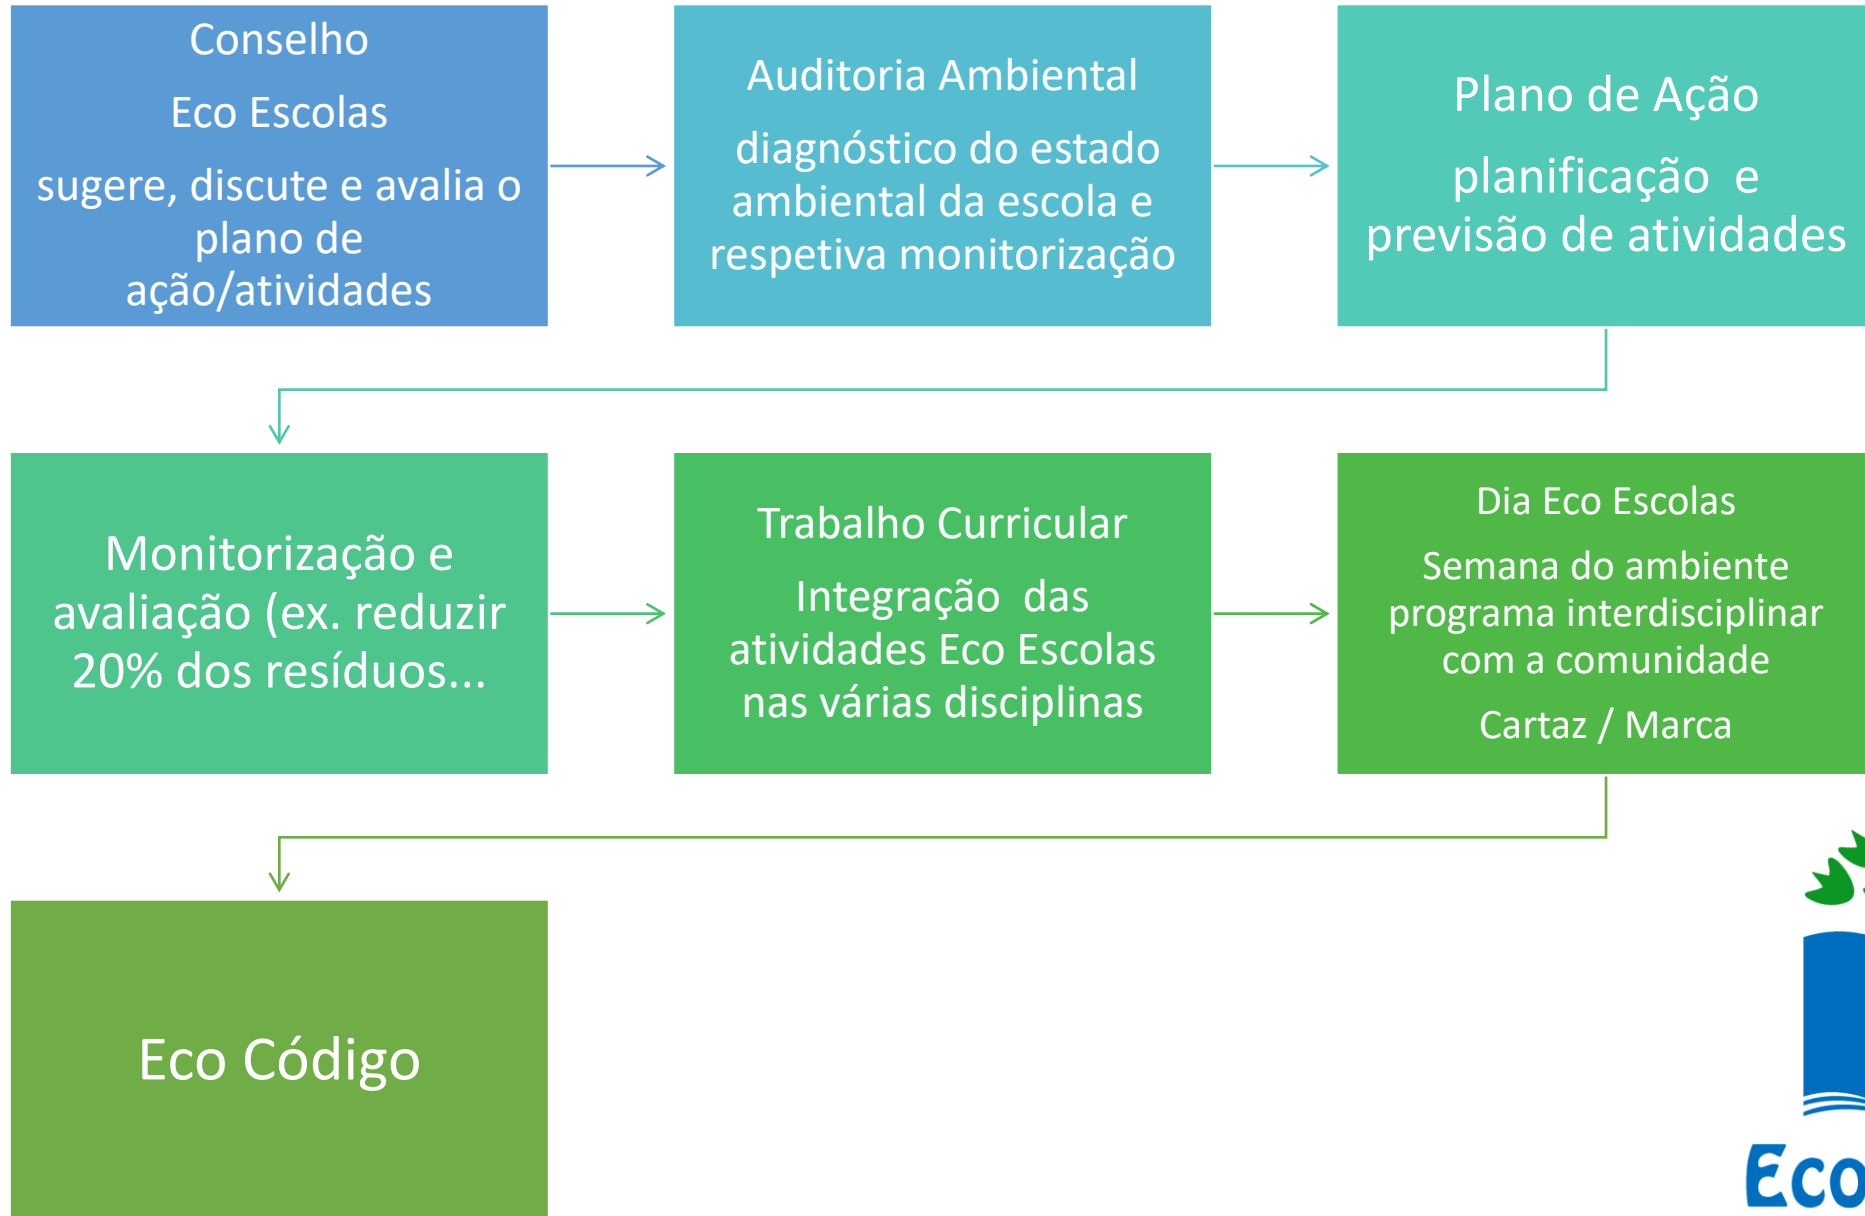 Conselho
Eco Escolas
sugere, discute e avalia o
plano de
ação/atividades
Auditoria Ambiental
diagnóstico do estado
ambiental da escola e
respetiva monitorização
Plano de Ação
planificação e
previsão de atividades
Monitorização e
avaliação (ex. reduzir
20% dos resíduos...
Trabalho Curricular
Integração das
atividades Eco Escolas
nas várias disciplinas
Dia Eco Escolas
Semana do ambiente
programa interdisciplinar
com a comunidade
Cartaz / Marca
Eco Código
Eco